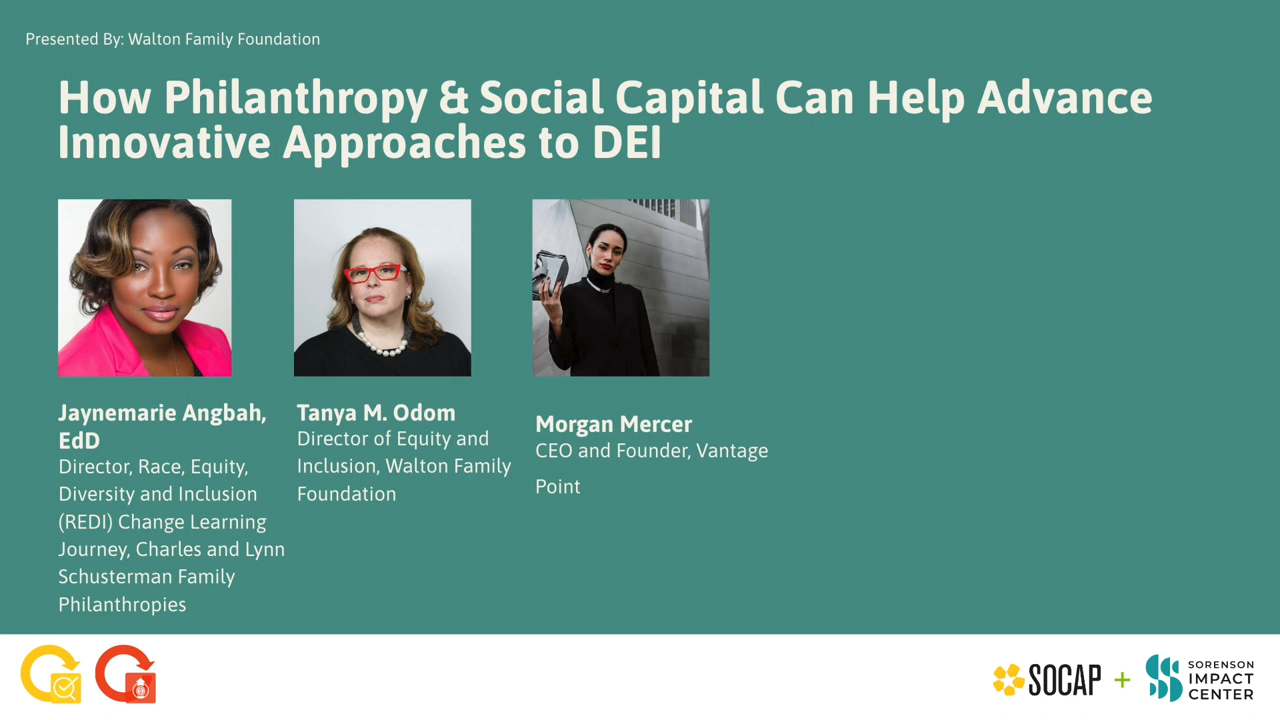 Presented By: Walton Family Foundation
How Philanthropy & Social Capital Can Help Advance
Innovative Approaches to DEI
Jaynemarie Angbah,
EdD
Director, Race, Equity,
Diversity and Inclusion
(REDI) Change Learning
Journey, Charles and Lynn
Schusterman Family
Philanthropies
Tanya M. Odom
Director of Equity and
Inclusion, Walton Family
Foundation
Morgan Mercer
CEO and Founder, Vantage
Point
SOCAP +
SORENSON
IMPACT
CENTER